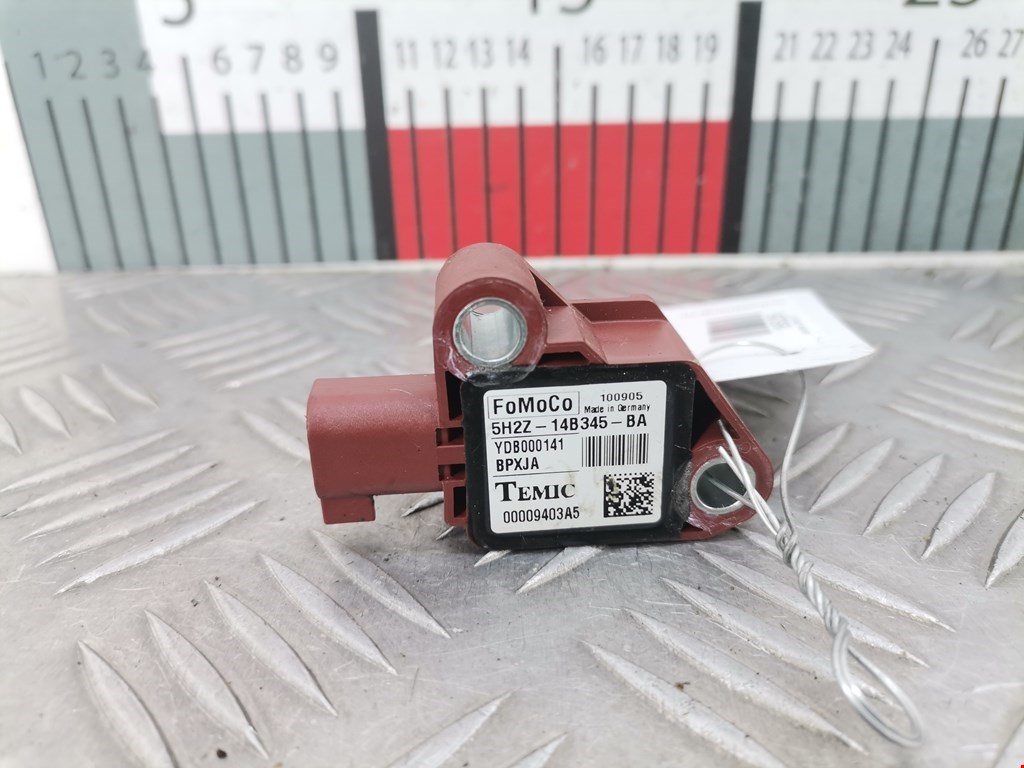 1 2 3 4 5 6 7 8 9 11 12 13 14 15 16 17 18 19 21 22 23 24 25 26 27
FoMoCo 100905
Made in Germany
5H2Z-14B345-BA
YDB000141
BPXJA
TEMIC
00009403A5